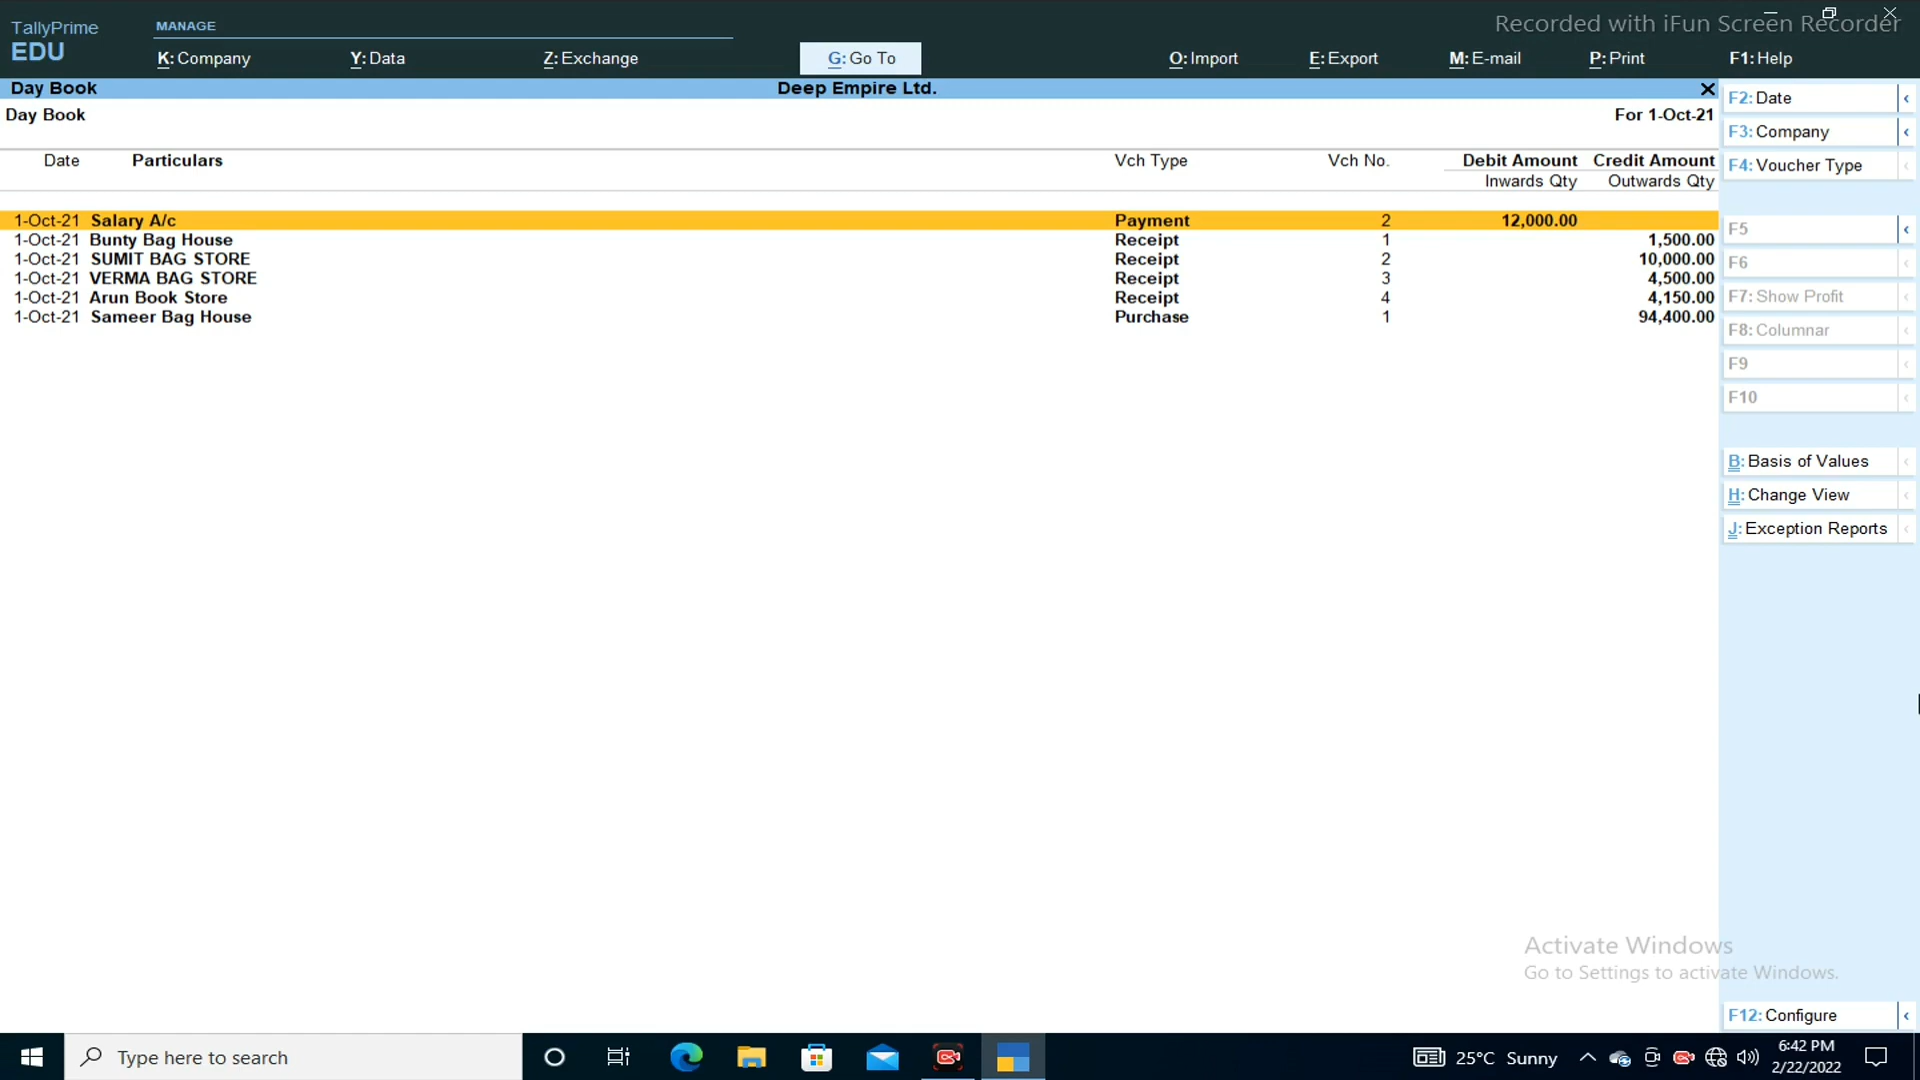 TallyPrime
EDU
MANAGE
K: Company
Y: Data
Z: Exchange
G: Go To
O: Import
E: Export
M: E-mail
P: Print
F1: Help
Recorded with iFun Screen Recorder
Day Book
Deep Empire Ltd.
Day Book
For 1-Oct-21
Date Particulars Vch Type Vch No. Debit Amount Credit Amount
Inwards Qty Outwards Qty
1-Oct-21 Salary A/c Payment 2 12,000.00
1-Oct-21 Bunty Bag House Receipt 1 1,500.00
1-Oct-21 SUMIT BAG STORE Receipt 2 10,000.00
1-Oct-21 VERMA BAG STORE Receipt 3 4,500.00
1-Oct-21 Arun Book Store Receipt 4 4,150.00
1-Oct-21 Sameer Bag House Purchase 1 94,400.00
F2: Date
F3: Company
F4: Voucher Type
F5
F6
F7: Show Profit
F8: Columnar
F9
F10
B: Basis of Values
H: Change View
J: Exception Reports
F12: Configure
Activate Windows
Go to Settings to activate Windows.
Type here to search
25°C Sunny
6:42 PM
2/22/2022